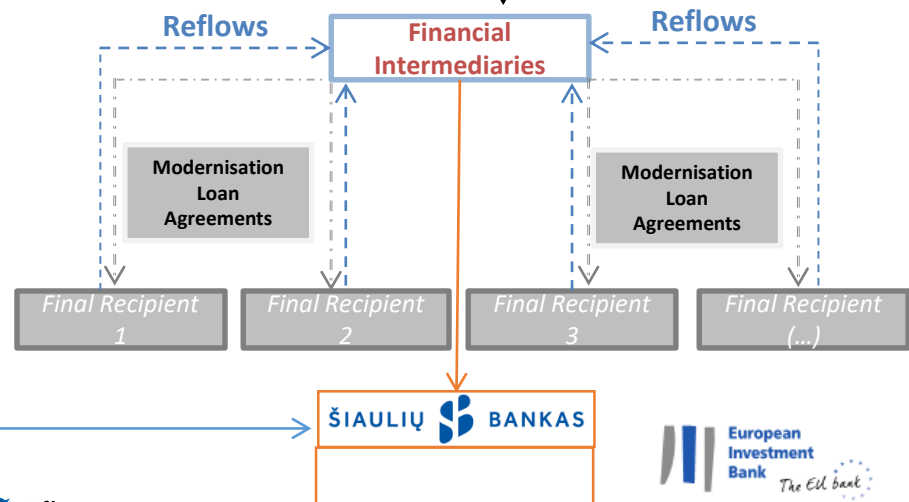 Reflows
Reflows
Financial
Intermediaries
Modernisation
Loan
Agreements
Modernisation
Loan
Agreements
Final Recipient
1
Final Recipient
2
Final Recipient
3
Final Recipient
(...)
ŠIAULIŲ BANKAS
European
Investment
Bank
The EU bank